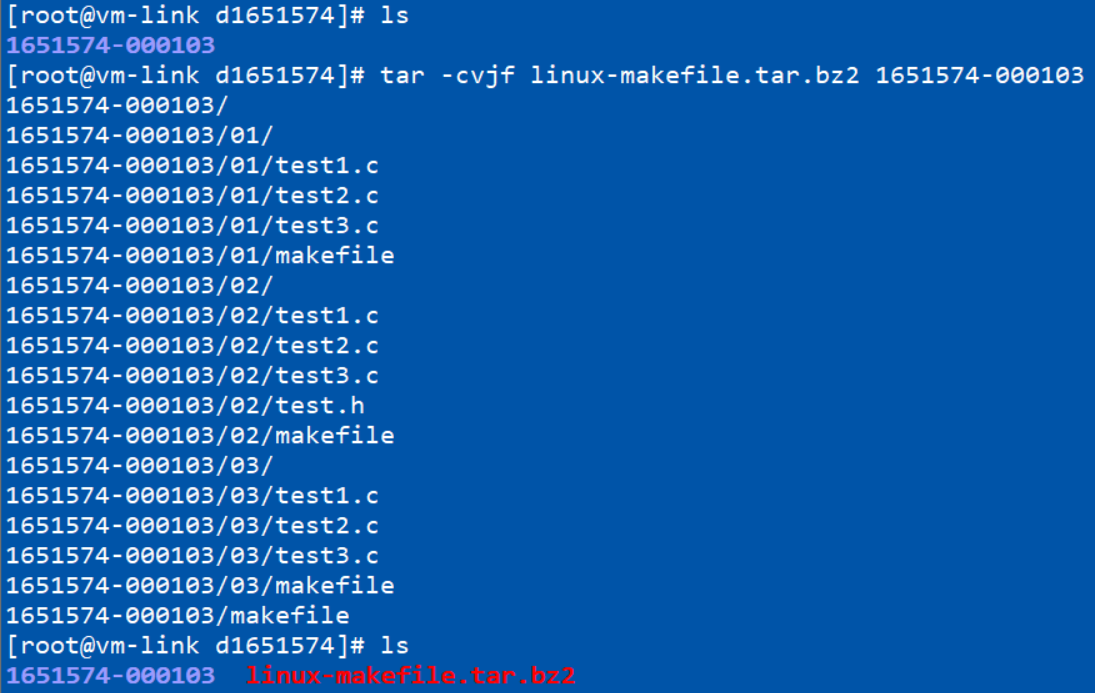 [root@vm-link d1651574]# ls
1651574-000103
[root@vm-link d1651574]# tar -cvjf linux-makefile.tar.bz2 1651574-000103
1651574-000103/
1651574-000103/01/
1651574-000103/01/test1.c
1651574-000103/01/test2.c
1651574-000103/01/test3.c
1651574-000103/01/makefile
1651574-000103/02/
1651574-000103/02/test1.c
1651574-000103/02/test2.c
1651574-000103/02/test3.c
1651574-000103/02/test.h
1651574-000103/02/makefile
1651574-000103/03/
1651574-000103/03/test1.c
1651574-000103/03/test2.c
1651574-000103/03/test3.c
1651574-000103/03/makefile
1651574-000103/makefile
[root@vm-link d1651574]# ls
1651574-000103  linux-makefile.tar.bz2